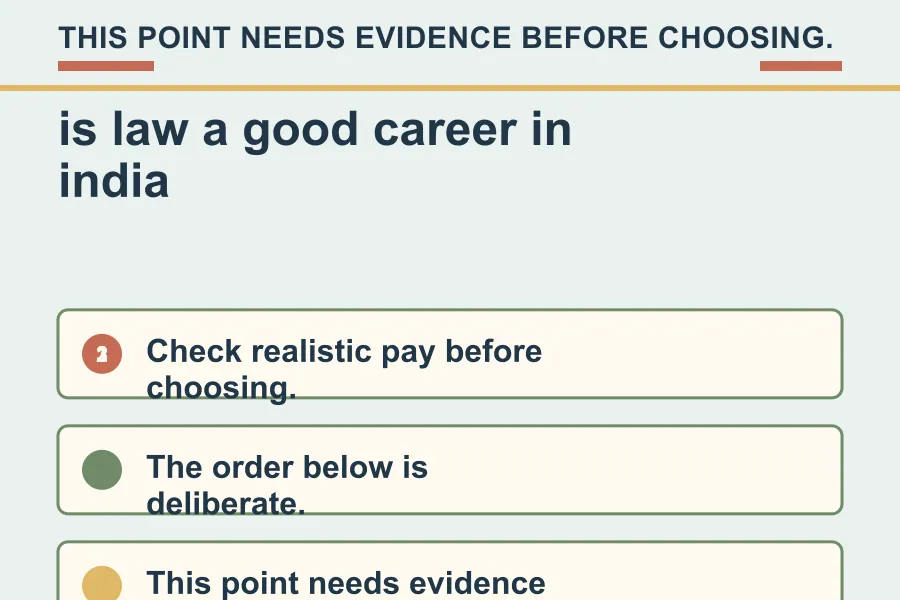 THIS POINT NEEDS EVIDENCE BEFORE CHOOSING.
is law a good career in
india
Check realistic pay before
choosing.
The order below is
deliberate.
This point needs evidence